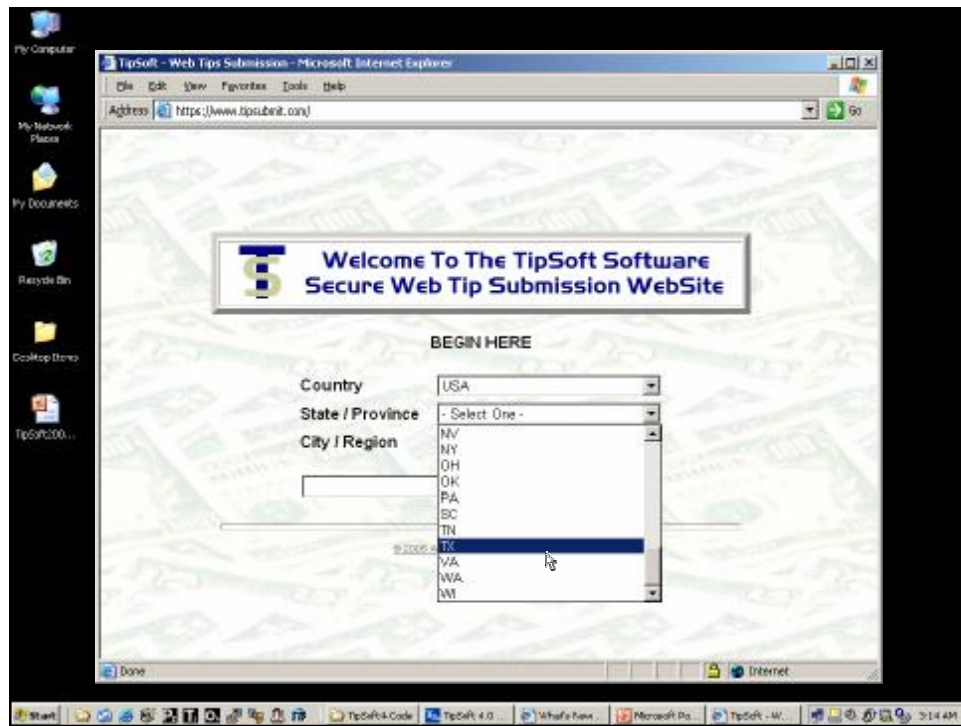 My Computer
My Network
Places
My Documents
Recycle Bin
Desktop Items
TipSoft200...
TipSoft - Web Tips Submission - Microsoft Internet Explorer
File Edit View Favorites Tools Help
Address https://www.tipsubmit.com/ Go
TS
Welcome To The TipSoft Software
Secure Web Tip Submission WebSite
BEGIN HERE
Country USA
State / Province - Select One -
City / Region
NV
NY
OH
OK
PA
SC
TN
TX
VA
WA
WI
Done Internet
Start TipSoft4-Code TipSoft 4.0 ... What's New ... Microsoft Po... TipSoft - W... 3:14 AM